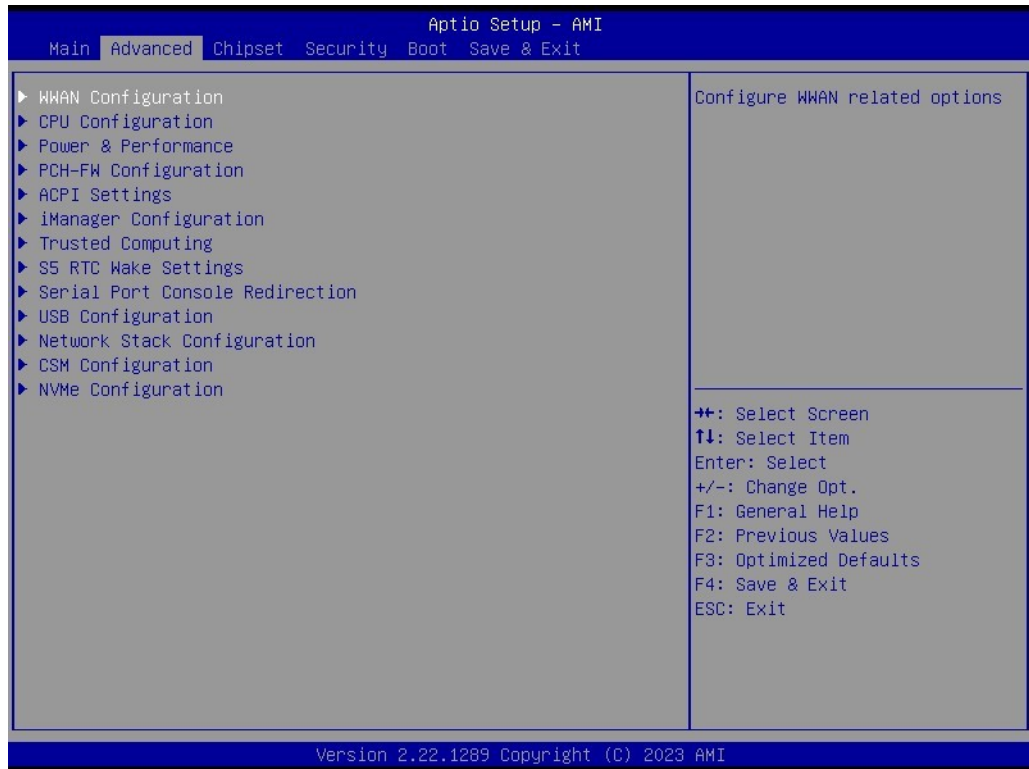 Aptio Setup – AMI
Main Advanced Chipset Security Boot Save & Exit
▶ WWAN Configuration
▶ CPU Configuration
▶ Power & Performance
▶ PCH-FW Configuration
▶ ACPI Settings
▶ iManager Configuration
▶ Trusted Computing
▶ S5 RTC Wake Settings
▶ Serial Port Console Redirection
▶ USB Configuration
▶ Network Stack Configuration
▶ CSM Configuration
▶ NVMe Configuration
Configure WWAN related options
→←: Select Screen
↑↓: Select Item
Enter: Select
+/-: Change Opt.
F1: General Help
F2: Previous Values
F3: Optimized Defaults
F4: Save & Exit
ESC: Exit
Version 2.22.1289 Copyright (C) 2023 AMI